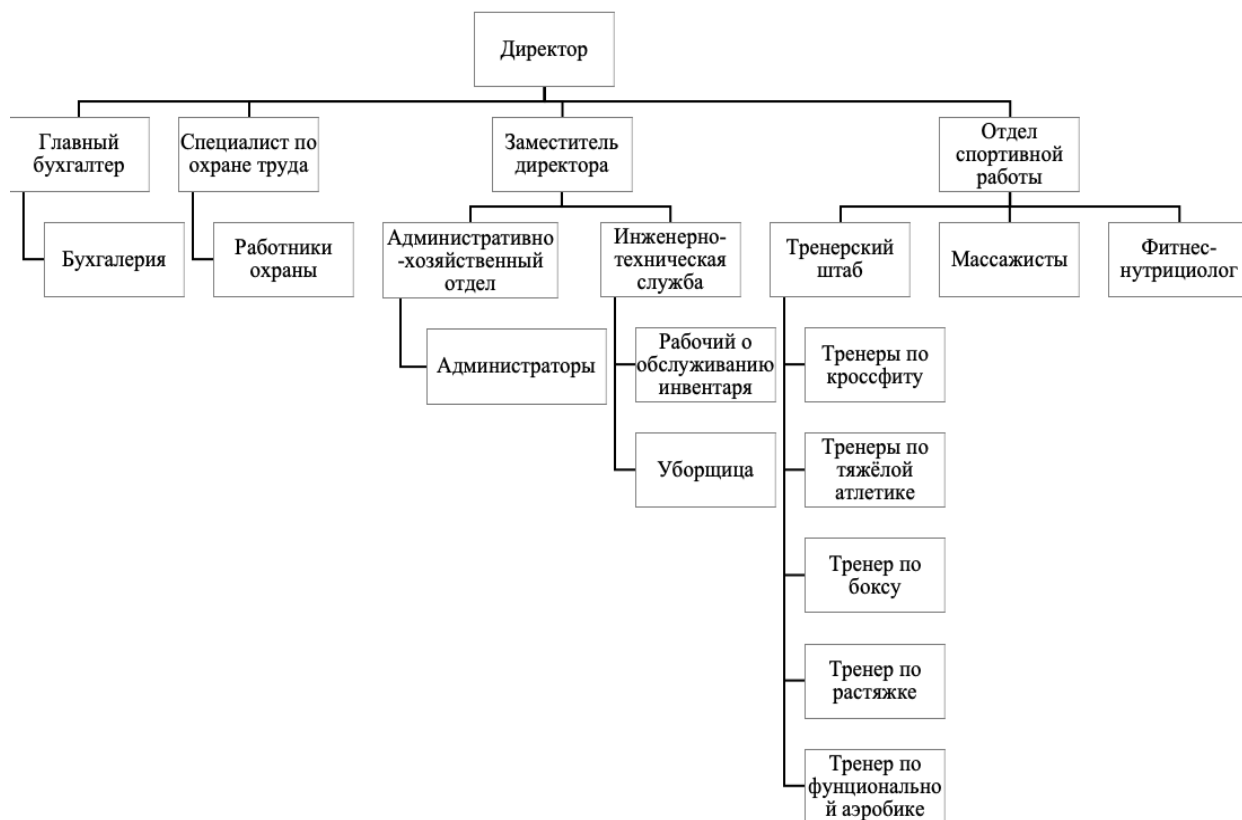 Директор
Главный
бухгалтер
Специалист по
охране труда
Заместитель
директора
Отдел
спортивной
работы
Бухгалерия
Работники
охраны
Административно
-хозяйственный
отдел
Инженерно-
техническая
служба
Тренерский
штаб
Массажисты
Фитнес-
нутрициолог
Администраторы
Рабочий о
обслуживанию
инвентаря
Тренеры по
кроссфиту
Уборщица
Тренеры по
тяжёлой
атлетике
Тренер по
боксу
Тренер по
растяжке
Тренер по
фунционально
й аэробике